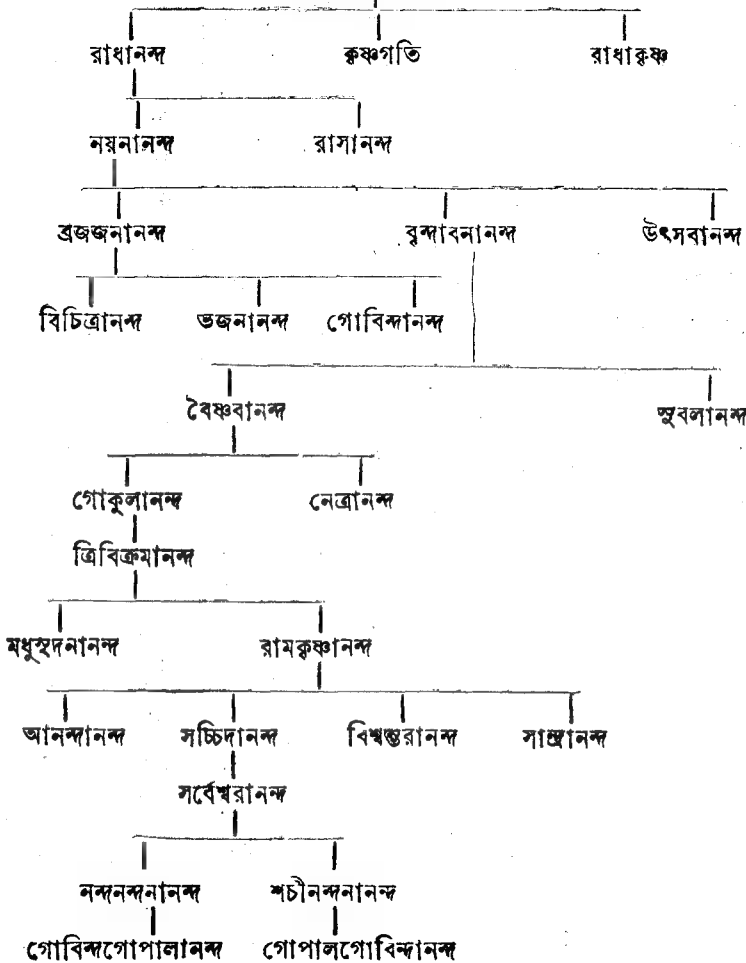 রাধানন্দ কৃষ্ণগতি রাধাকৃষ্ণ
নয়নানন্দ রাসানন্দ
ব্রজজনানন্দ বৃন্দাবনানন্দ উৎসবানন্দ
বিচিত্রানন্দ ভজনানন্দ গোবিন্দানন্দ
বৈষ্ণবানন্দ সুবলানন্দ
গোকুলানন্দ নেত্রানন্দ
ত্রিবিক্রমানন্দ
মধুসূদনানন্দ রামকৃষ্ণানন্দ
আনন্দানন্দ সচ্চিদানন্দ বিশ্বম্ভরানন্দ সান্দ্রানন্দ
সর্বেশ্বরানন্দ
নন্দনন্দনানন্দ শচীনন্দনানন্দ
গোবিন্দগোপালানন্দ গোপালগোবিন্দানন্দ